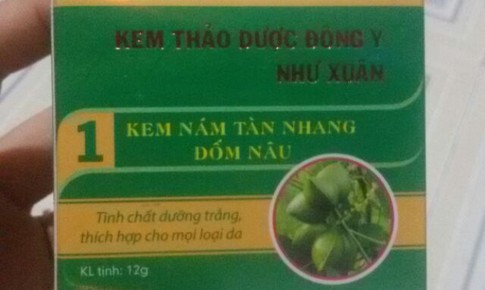 KEM THẢO DƯỢC ĐÔNG Y
NHƯ XUÂN
1
KEM NÁM TÀN NHANG
ĐỐM NÂU
Tinh chất dưỡng trắng,
thích hợp cho mọi loại da
KL tịnh: 12g